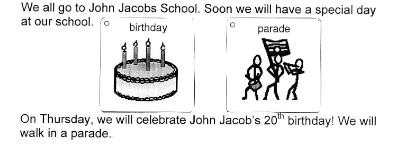 We all go to John Jacobs School. Soon we will have a special day
at our school.
birthday
parade
On Thursday, we will celebrate John Jacob's 20th birthday! We will
walk in a parade.